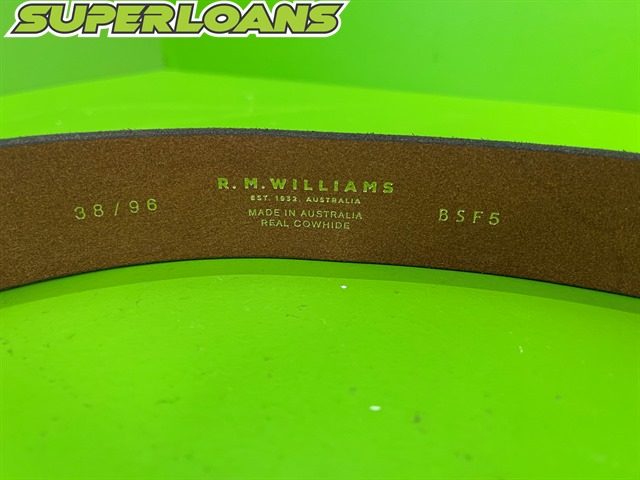 SUPERLOANS
R.M.WILLIAMS
EST. 1932, AUSTRALIA
MADE IN AUSTRALIA
REAL COWHIDE
38/96
BSF5